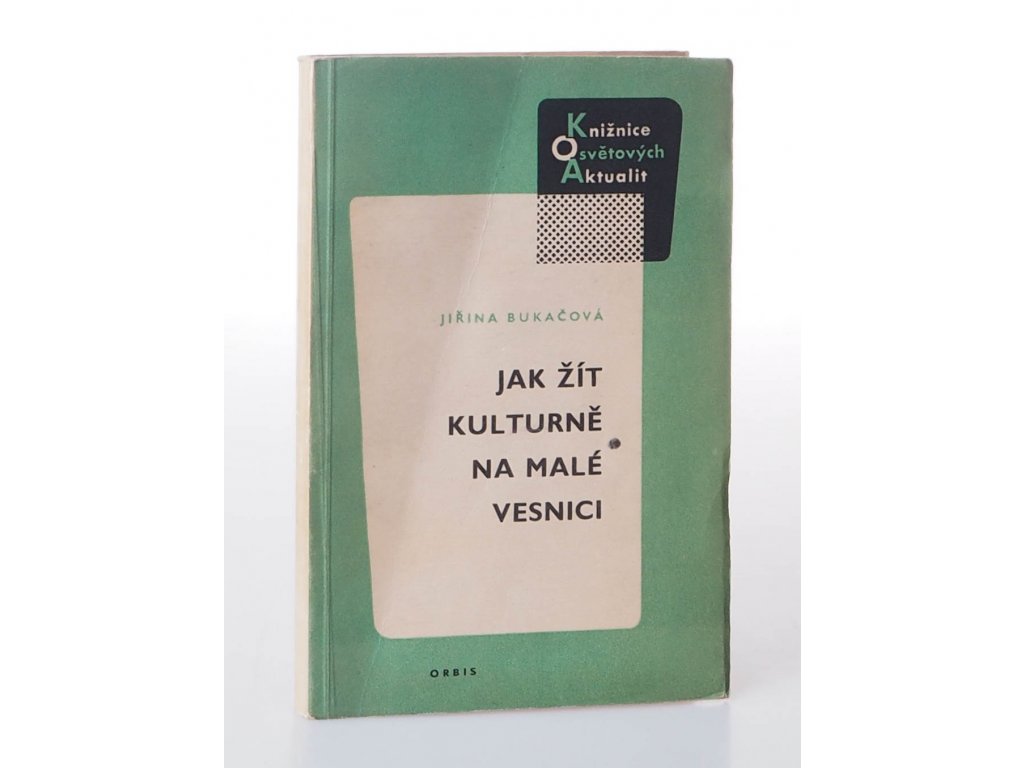 Knižnice
Osvětových
Aktualit
JIŘINA BUKAČOVÁ
JAK ŽÍT
KULTURNĚ
NA MALÉ
VESNICI
ORBIS